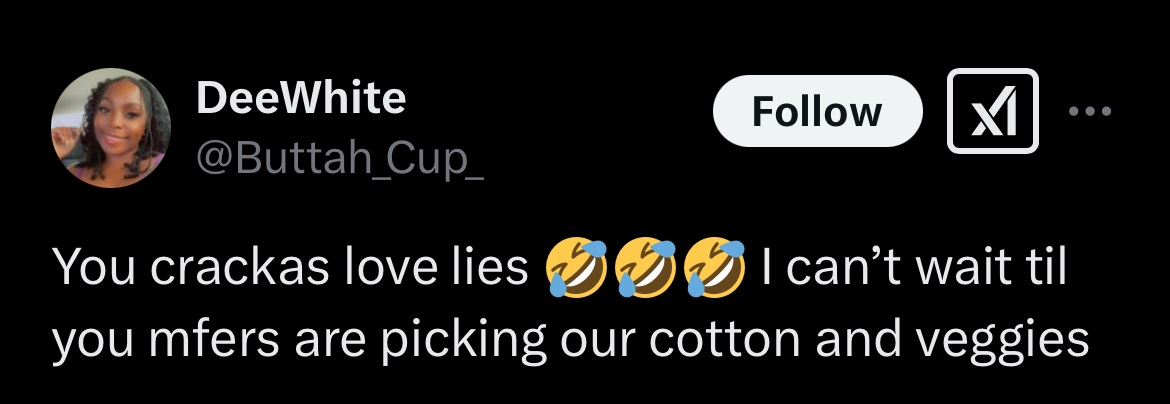 DeeWhite
Follow
@Buttah_Cup_
You crackas love lies 🤣🤣🤣 I can’t wait til
you mfers are picking our cotton and veggies